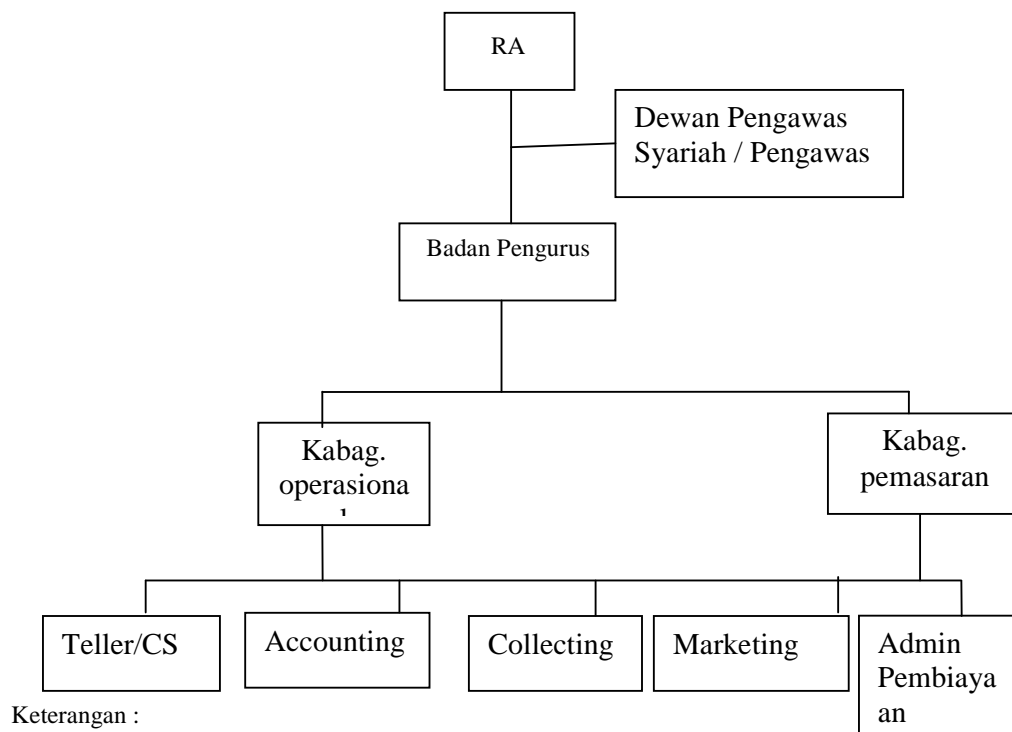 RA
Dewan Pengawas
Syariah / Pengawas
Badan Pengurus
Kabag.
operasiona
l
Kabag.
pemasaran
Teller/CS
Accounting
Collecting
Marketing
Admin
Pembiaya
an
Keterangan :